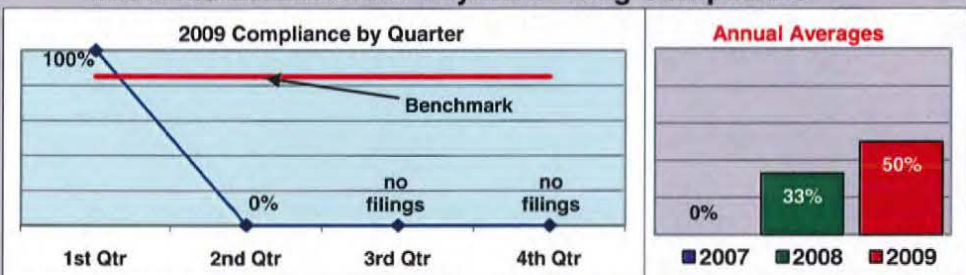 2009 Compliance by Quarter
100%
Benchmark
0%
no filings
no filings
1st Qtr 2nd Qtr 3rd Qtr 4th Qtr
Annual Averages
0%
33%
50%
2007 2008 2009